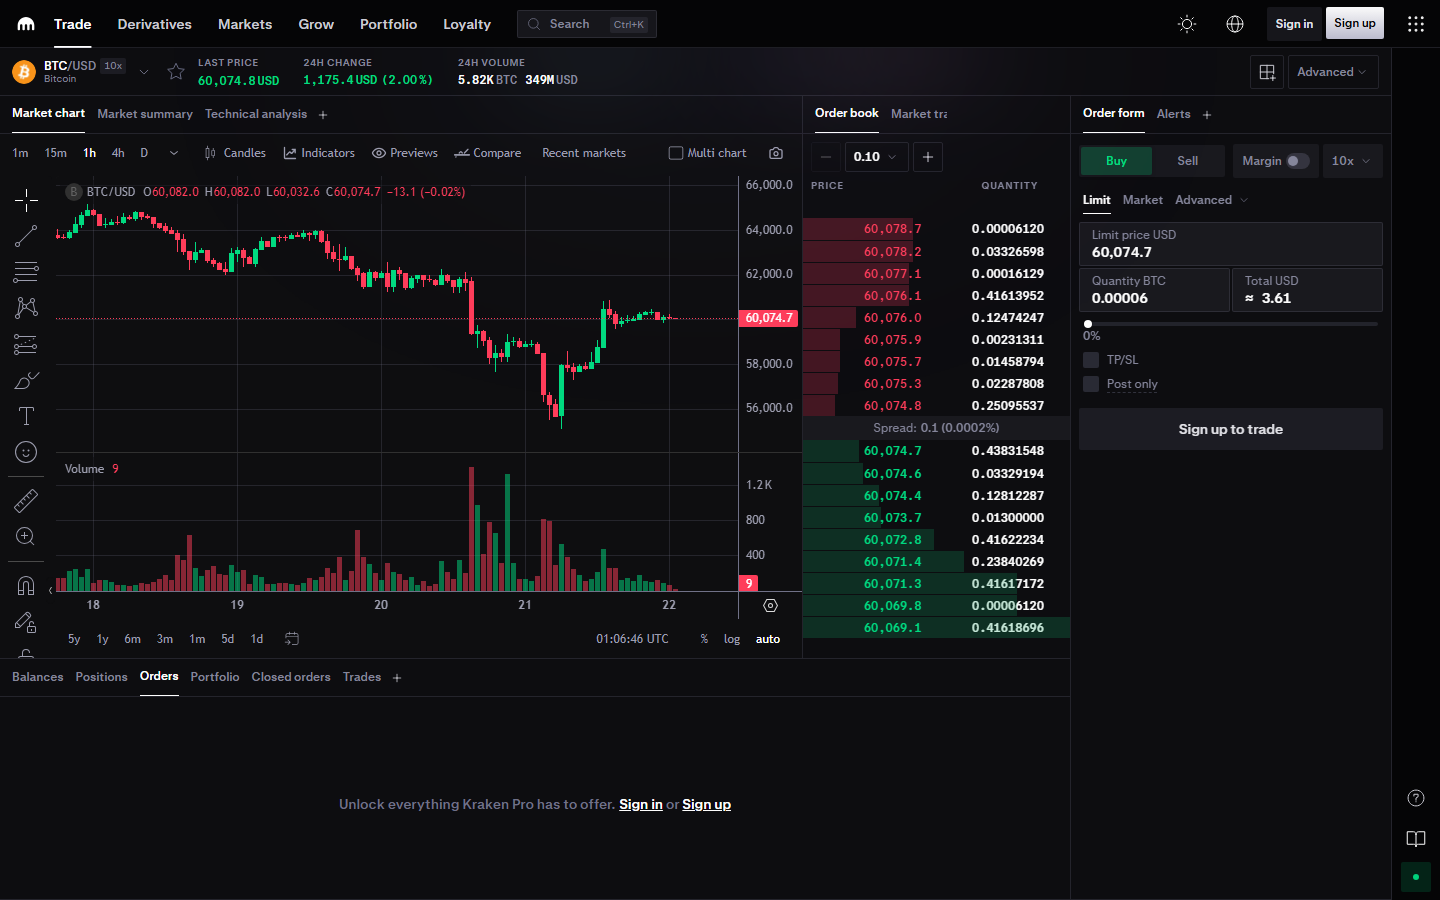 Trade Derivatives Markets Grow Portfolio Loyalty Search Ctrl+K Sign in Sign up
BTC/USD 10x
Bitcoin
LAST PRICE
60,074.8 USD
24H CHANGE
1,175.4 USD (2.00%)
24H VOLUME
5.82K BTC 349M USD
Advanced
Market chart Market summary Technical analysis +
1m 15m 1h 4h D Candles Indicators Previews Compare Recent markets Multi chart
B BTC/USD O60,082.0 H60,082.0 L60,032.6 C60,074.7 −13.1 (−0.02%)
66,000.0
64,000.0
62,000.0
60,074.7
58,000.0
56,000.0
Volume 9
1.2K
800
400
9
18 19 20 21 22
5y 1y 6m 3m 1m 5d 1d 01:06:46 UTC % log auto
Order book Market tra
0.10
PRICE QUANTITY
60,078.7 0.00006120
60,078.2 0.03326598
60,077.1 0.00016129
60,076.1 0.41613952
60,076.0 0.12474247
60,075.9 0.00231311
60,075.7 0.01458794
60,075.3 0.02287808
60,074.8 0.25095537
Spread: 0.1 (0.0002%)
60,074.7 0.43831548
60,074.6 0.03329194
60,074.4 0.12812287
60,073.7 0.01300000
60,072.8 0.41622234
60,071.4 0.23840269
60,071.3 0.41617172
60,069.8 0.00006120
60,069.1 0.41618696
Order form Alerts +
Buy Sell Margin 10x
Limit Market Advanced
Limit price USD
60,074.7
Quantity BTC
0.00006
Total USD
≈ 3.61
0%
TP/SL
Post only
Sign up to trade
Balances Positions Orders Portfolio Closed orders Trades +
Unlock everything Kraken Pro has to offer. Sign in or Sign up